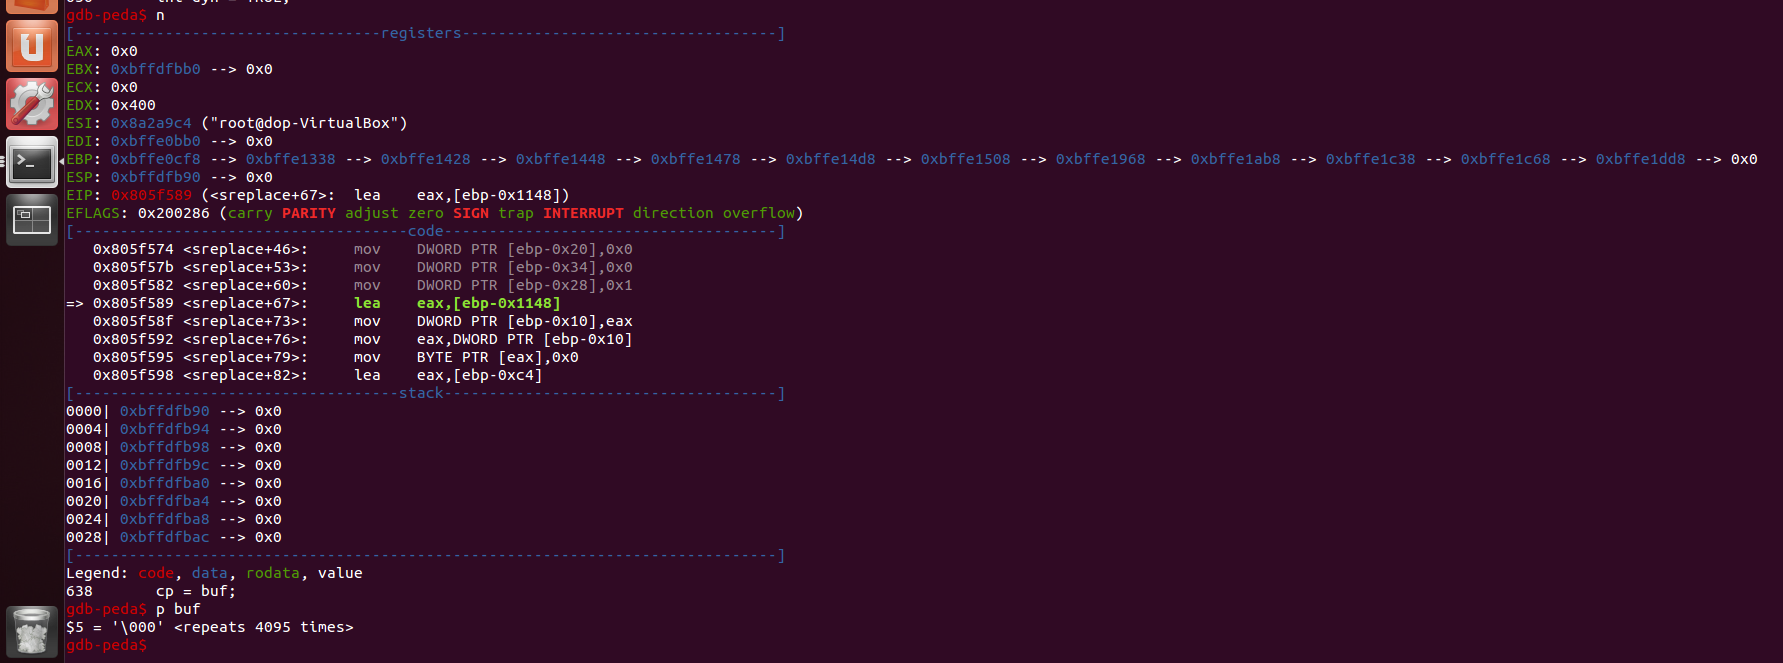 gdb-peda$ n
[----------------------------------registers-----------------------------------]
EAX: 0x0
EBX: 0xbffdfbb0 --> 0x0
ECX: 0x0
EDX: 0x400
ESI: 0x8a2a9c4 ("root@dop-VirtualBox")
EDI: 0xbffe0bb0 --> 0x0
EBP: 0xbffe0cf8 --> 0xbffe1338 --> 0xbffe1428 --> 0xbffe1448 --> 0xbffe1478 --> 0xbffe14d8 --> 0xbffe1508 --> 0xbffe1968 --> 0xbffe1ab8 --> 0xbffe1c38 --> 0xbffe1c68 --> 0xbffe1dd8 --> 0x0
ESP: 0xbffdfb90 --> 0x0
EIP: 0x805f589 (<sreplace+67>:  lea    eax,[ebp-0x1148])
EFLAGS: 0x200286 (carry PARITY adjust zero SIGN trap INTERRUPT direction overflow)
[-------------------------------------code-------------------------------------]
   0x805f574 <sreplace+46>:     mov    DWORD PTR [ebp-0x20],0x0
   0x805f57b <sreplace+53>:     mov    DWORD PTR [ebp-0x34],0x0
   0x805f582 <sreplace+60>:     mov    DWORD PTR [ebp-0x28],0x1
=> 0x805f589 <sreplace+67>:     lea    eax,[ebp-0x1148]
   0x805f58f <sreplace+73>:     mov    DWORD PTR [ebp-0x10],eax
   0x805f592 <sreplace+76>:     mov    eax,DWORD PTR [ebp-0x10]
   0x805f595 <sreplace+79>:     mov    BYTE PTR [eax],0x0
   0x805f598 <sreplace+82>:     lea    eax,[ebp-0xc4]
[------------------------------------stack-------------------------------------]
0000| 0xbffdfb90 --> 0x0
0004| 0xbffdfb94 --> 0x0
0008| 0xbffdfb98 --> 0x0
0012| 0xbffdfb9c --> 0x0
0016| 0xbffdfba0 --> 0x0
0020| 0xbffdfba4 --> 0x0
0024| 0xbffdfba8 --> 0x0
0028| 0xbffdfbac --> 0x0
[------------------------------------------------------------------------------]
Legend: code, data, rodata, value
638       cp = buf;
gdb-peda$ p buf
$5 = '\000' <repeats 4095 times>
gdb-peda$